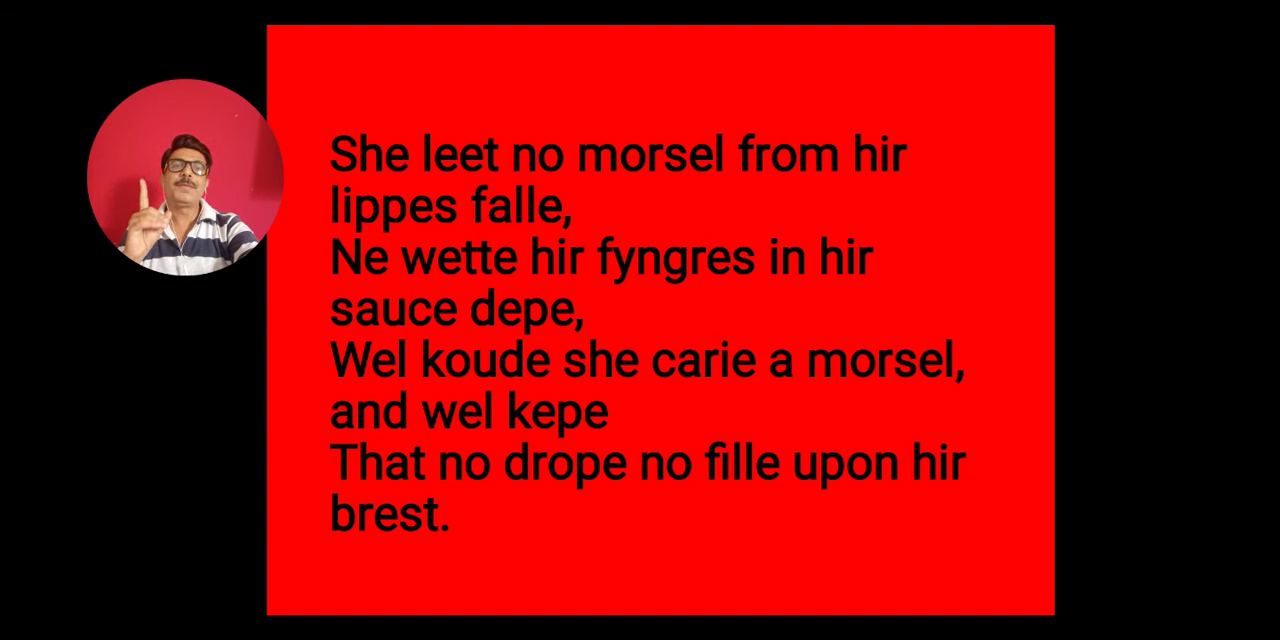 She leet no morsel from hir
lippes falle,
Ne wette hir fyngres in hir
sauce depe,
Wel koude she carie a morsel,
and wel kepe
That no drope no fille upon hir
brest.